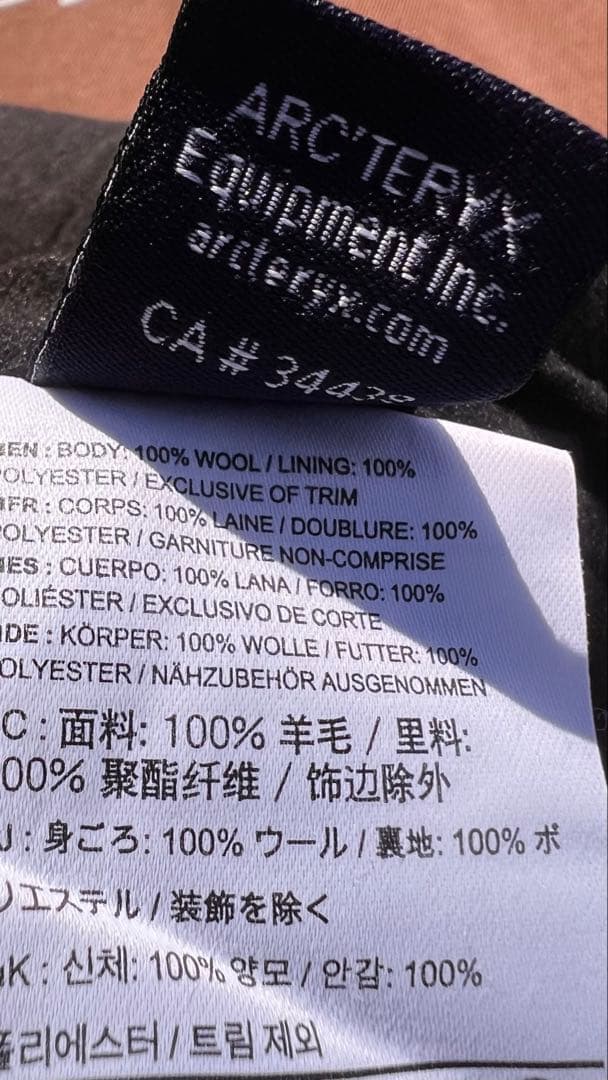 ARC'TERYX
Equipment Inc.
arcteryx.com
CA # 34439
EN : BODY: 100% WOOL / LINING: 100%
POLYESTER / EXCLUSIVE OF TRIM
FR : CORPS: 100% LAINE / DOUBLURE: 100%
POLYESTER / GARNITURE NON-COMPRISE
ES : CUERPO: 100% LANA / FORRO: 100%
POLIÉSTER / EXCLUSIVO DE CORTE
DE : KÖRPER: 100% WOLLE / FUTTER: 100%
POLYESTER / NÄHZUBEHÖR AUSGENOMMEN
C : 面料: 100% 羊毛 / 里料:
00% 聚酯纤维 / 饰边除外
J : 身ごろ: 100% ウール / 裏地: 100% ポ
リエステル / 装飾を除く
K : 신체: 100% 양모 / 안감: 100%
폴리에스터 / 트림 제외